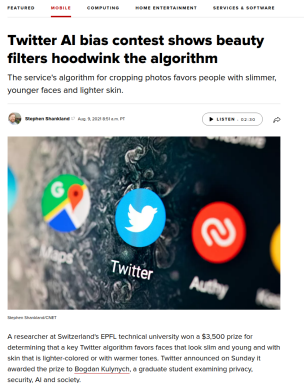 FEATURED MOBILE COMPUTING HOME ENTERTAINMENT SERVICES & SOFTWARE
Twitter AI bias contest shows beauty
filters hoodwink the algorithm
The service's algorithm for cropping photos favors people with slimmer,
younger faces and lighter skin.
Stephen Shankland Aug. 9, 2021 8:51 a.m. PT
LISTEN - 02:30
G
Maps
Twitter
Authy
Stephen Shankland/CNET
A researcher at Switzerland's EPFL technical university won a $3,500 prize for
determining that a key Twitter algorithm favors faces that look slim and young and with
skin that is lighter-colored or with warmer tones. Twitter announced on Sunday it
awarded the prize to Bogdan Kulynych, a graduate student examining privacy,
security, AI and society.